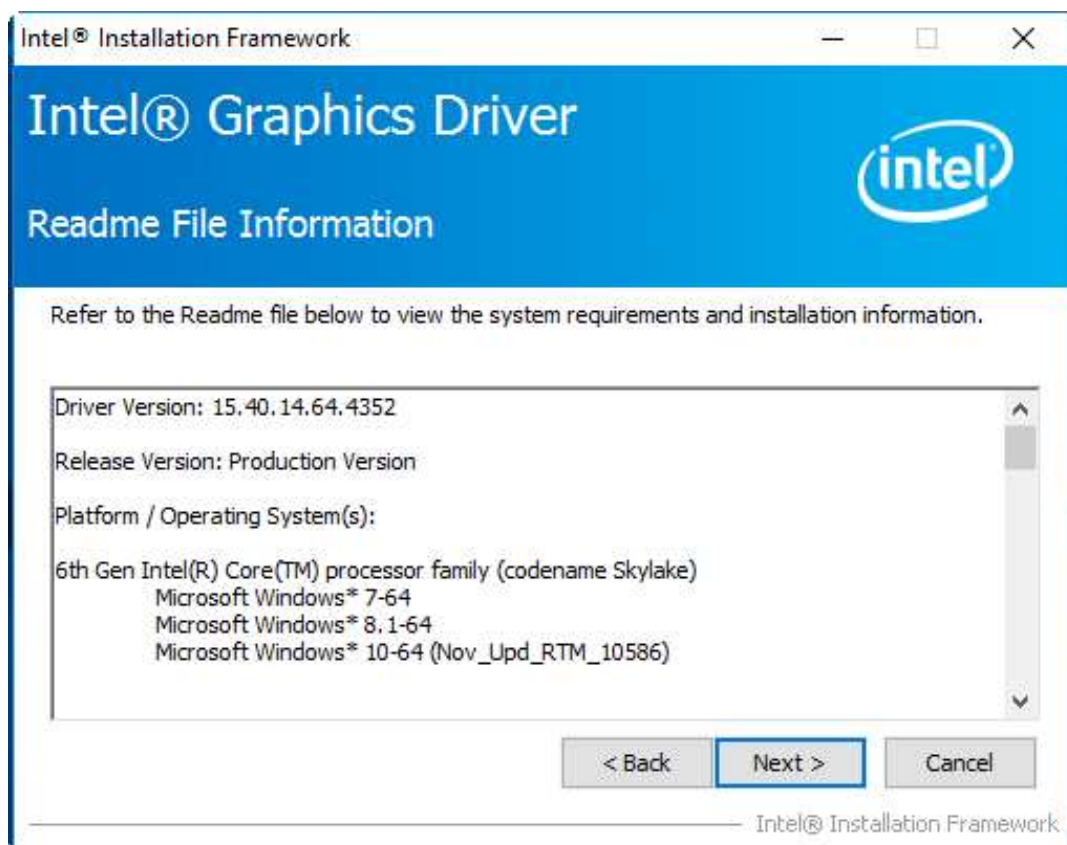 Intel® Installation Framework
Intel® Graphics Driver
intel
Readme File Information
Refer to the Readme file below to view the system requirements and installation information.
Driver Version: 15.40.14.64.4352
Release Version: Production Version
Platform / Operating System(s):
6th Gen Intel(R) Core(TM) processor family (codename Skylake)
Microsoft Windows* 7-64
Microsoft Windows* 8.1-64
Microsoft Windows* 10-64 (Nov_Upd_RTM_10586)
< Back Next > Cancel
Intel® Installation Framework